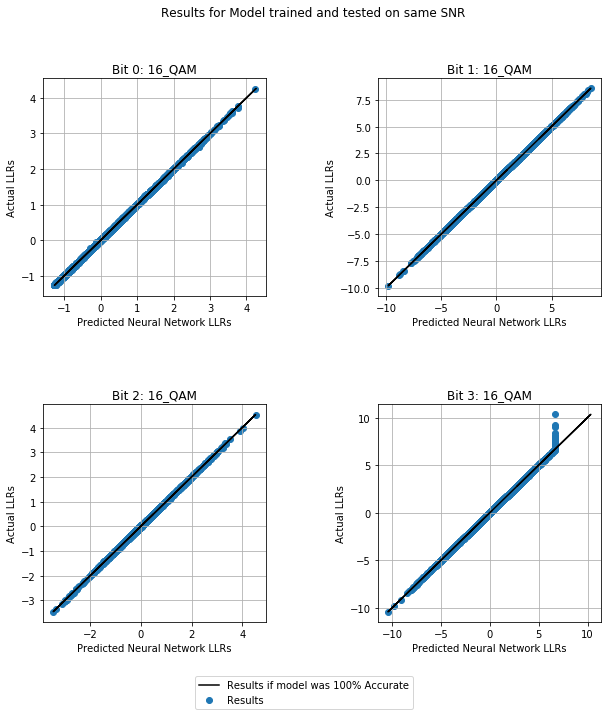 Results for Model trained and tested on same SNR
Bit 0: 16_QAM
Actual LLRs
4
3
2
1
0
−1
−1 0 1 2 3 4
Predicted Neural Network LLRs
Bit 1: 16_QAM
Actual LLRs
7.5
5.0
2.5
0.0
−2.5
−5.0
−7.5
−10.0
−10 −5 0 5
Predicted Neural Network LLRs
Bit 2: 16_QAM
Actual LLRs
4
3
2
1
0
−1
−2
−3
−2 0 2 4
Predicted Neural Network LLRs
Bit 3: 16_QAM
Actual LLRs
10
5
0
−5
−10
−10 −5 0 5 10
Predicted Neural Network LLRs
Results if model was 100% Accurate
Results